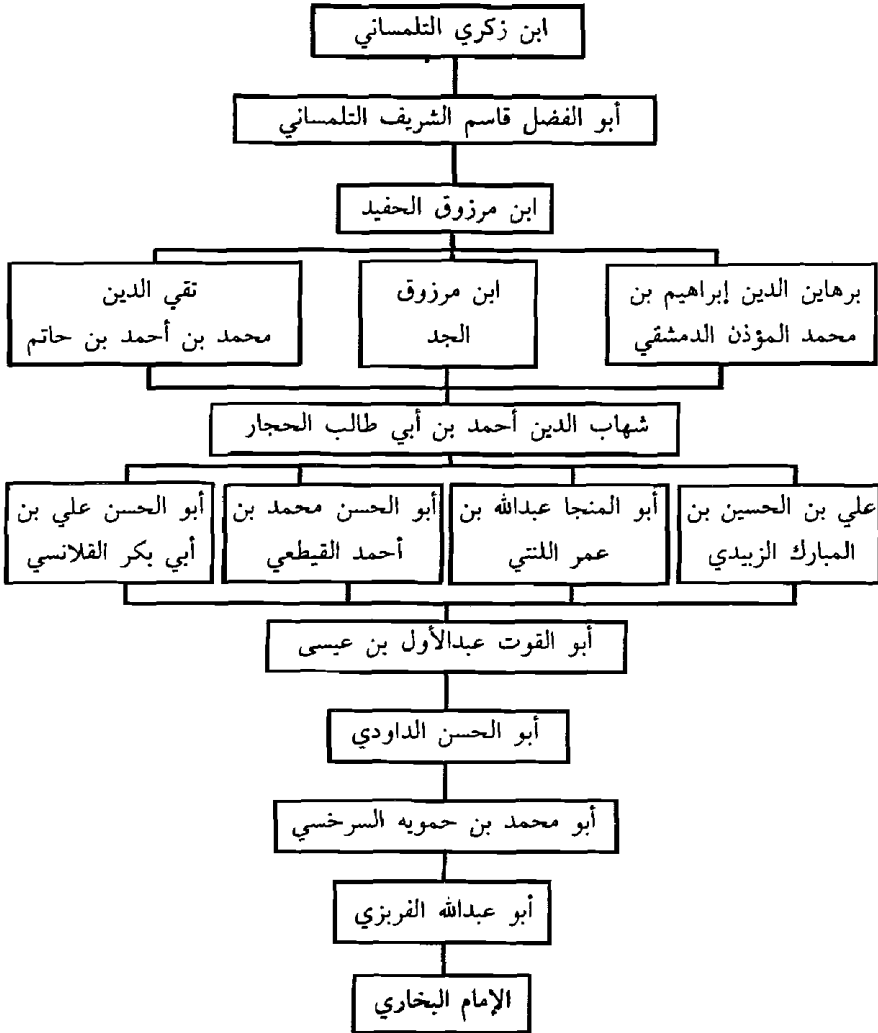 ابن زكري التلمساني
أبو الفضل قاسم الشريف التلمساني
ابن مرزوق الحفيد
برهاين الدين إبراهيم بن
محمد المؤذن الدمشقي
ابن مرزوق
الجد
تقي الدين
محمد بن أحمد بن حاتم
شهاب الدين أحمد بن أبي طالب الحجار
علي بن الحسين بن
المبارك الزبيدي
أبو المنجا عبدالله بن
عمر اللنتي
أبو الحسن محمد بن
أحمد القيطعي
أبو الحسن علي بن
أبي بكر القلانسي
أبو القوت عبدالأول بن عيسى
أبو الحسن الداودي
أبو محمد بن حمويه السرخسي
أبو عبدالله الفربزي
الإمام البخاري